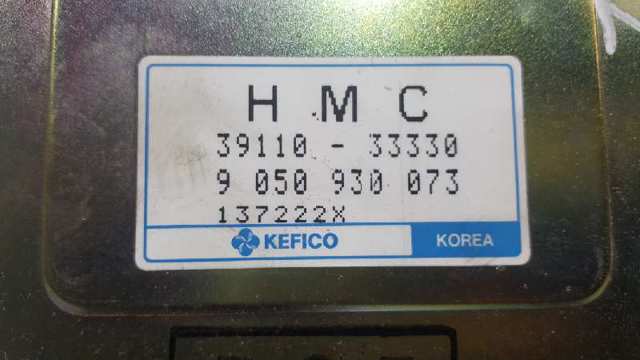 H M C
39110 - 33330
9 050 930 073
137222X
KEFICO KOREA